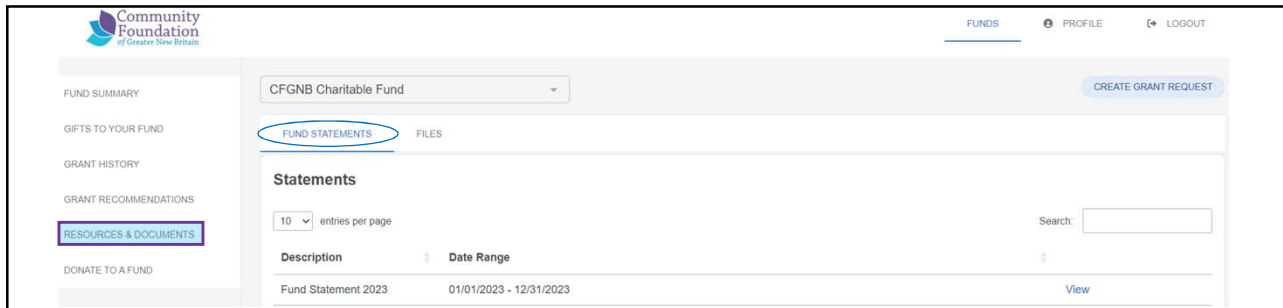 Community
Foundation
of Greater New Britain
FUNDS
PROFILE
LOGOUT
FUND SUMMARY
GIFTS TO YOUR FUND
GRANT HISTORY
GRANT RECOMMENDATIONS
RESOURCES & DOCUMENTS
DONATE TO A FUND
CFGNB Charitable Fund
CREATE GRANT REQUEST
FUND STATEMENTS
FILES
Statements
10 entries per page
Search:
Description
Date Range
Fund Statement 2023
01/01/2023 - 12/31/2023
View